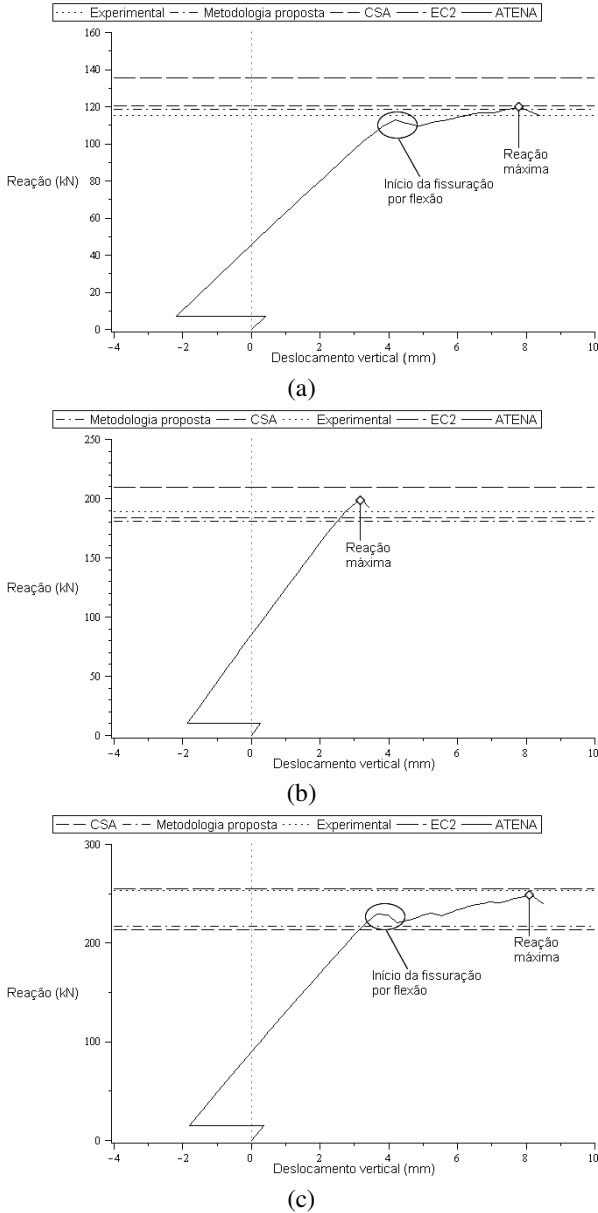 Experimental Metodologia proposta CSA EC2 ATENA
160
140
120
100
Reação (kN) 80
60
40
20
0
Reação
máxima
Início da fissuração
por flexão
−4 −2 0 2 4 6 8 10
Deslocamento vertical (mm)
(a)
Metodologia proposta CSA Experimental EC2 ATENA
250
200
150
Reação (kN)
100
50
0
Reação
máxima
−4 −2 0 2 4 6 8 10
Deslocamento vertical (mm)
(b)
CSA Metodologia proposta Experimental EC2 ATENA
300
200
Reação (kN)
100
0
Reação
máxima
Início da fissuração
por flexão
−4 −2 0 2 4 6 8 10
Deslocamento vertical (mm)
(c)